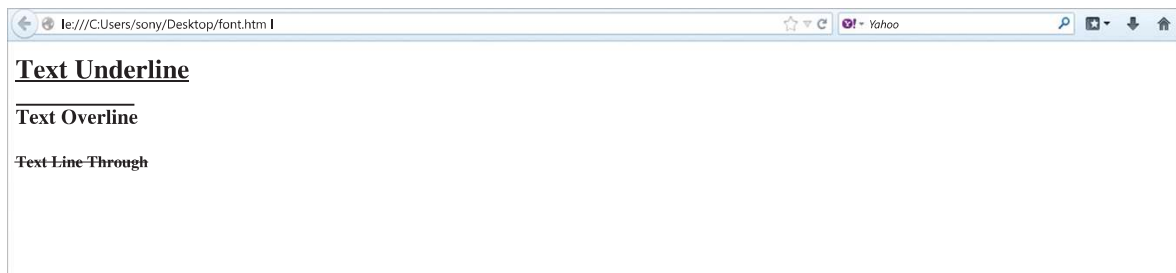 le:///C:Users/sony/Desktop/font.htm l
Yahoo
Text Underline
Text Overline
Text Line Through